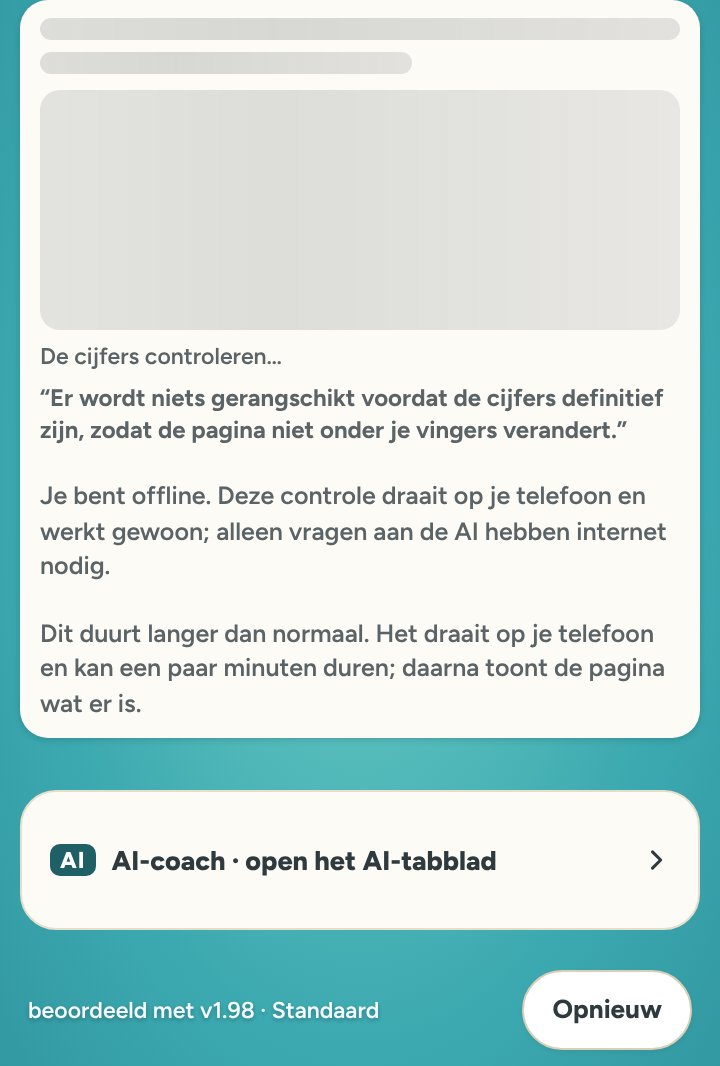 De cijfers controleren…
“Er wordt niets gerangschikt voordat de cijfers definitief
zijn, zodat de pagina niet onder je vingers verandert.”
Je bent offline. Deze controle draait op je telefoon en
werkt gewoon; alleen vragen aan de AI hebben internet
nodig.
Dit duurt langer dan normaal. Het draait op je telefoon
en kan een paar minuten duren; daarna toont de pagina
wat er is.
AI AI-coach · open het AI-tabblad
beoordeeld met v1.98 · Standaard
Opnieuw